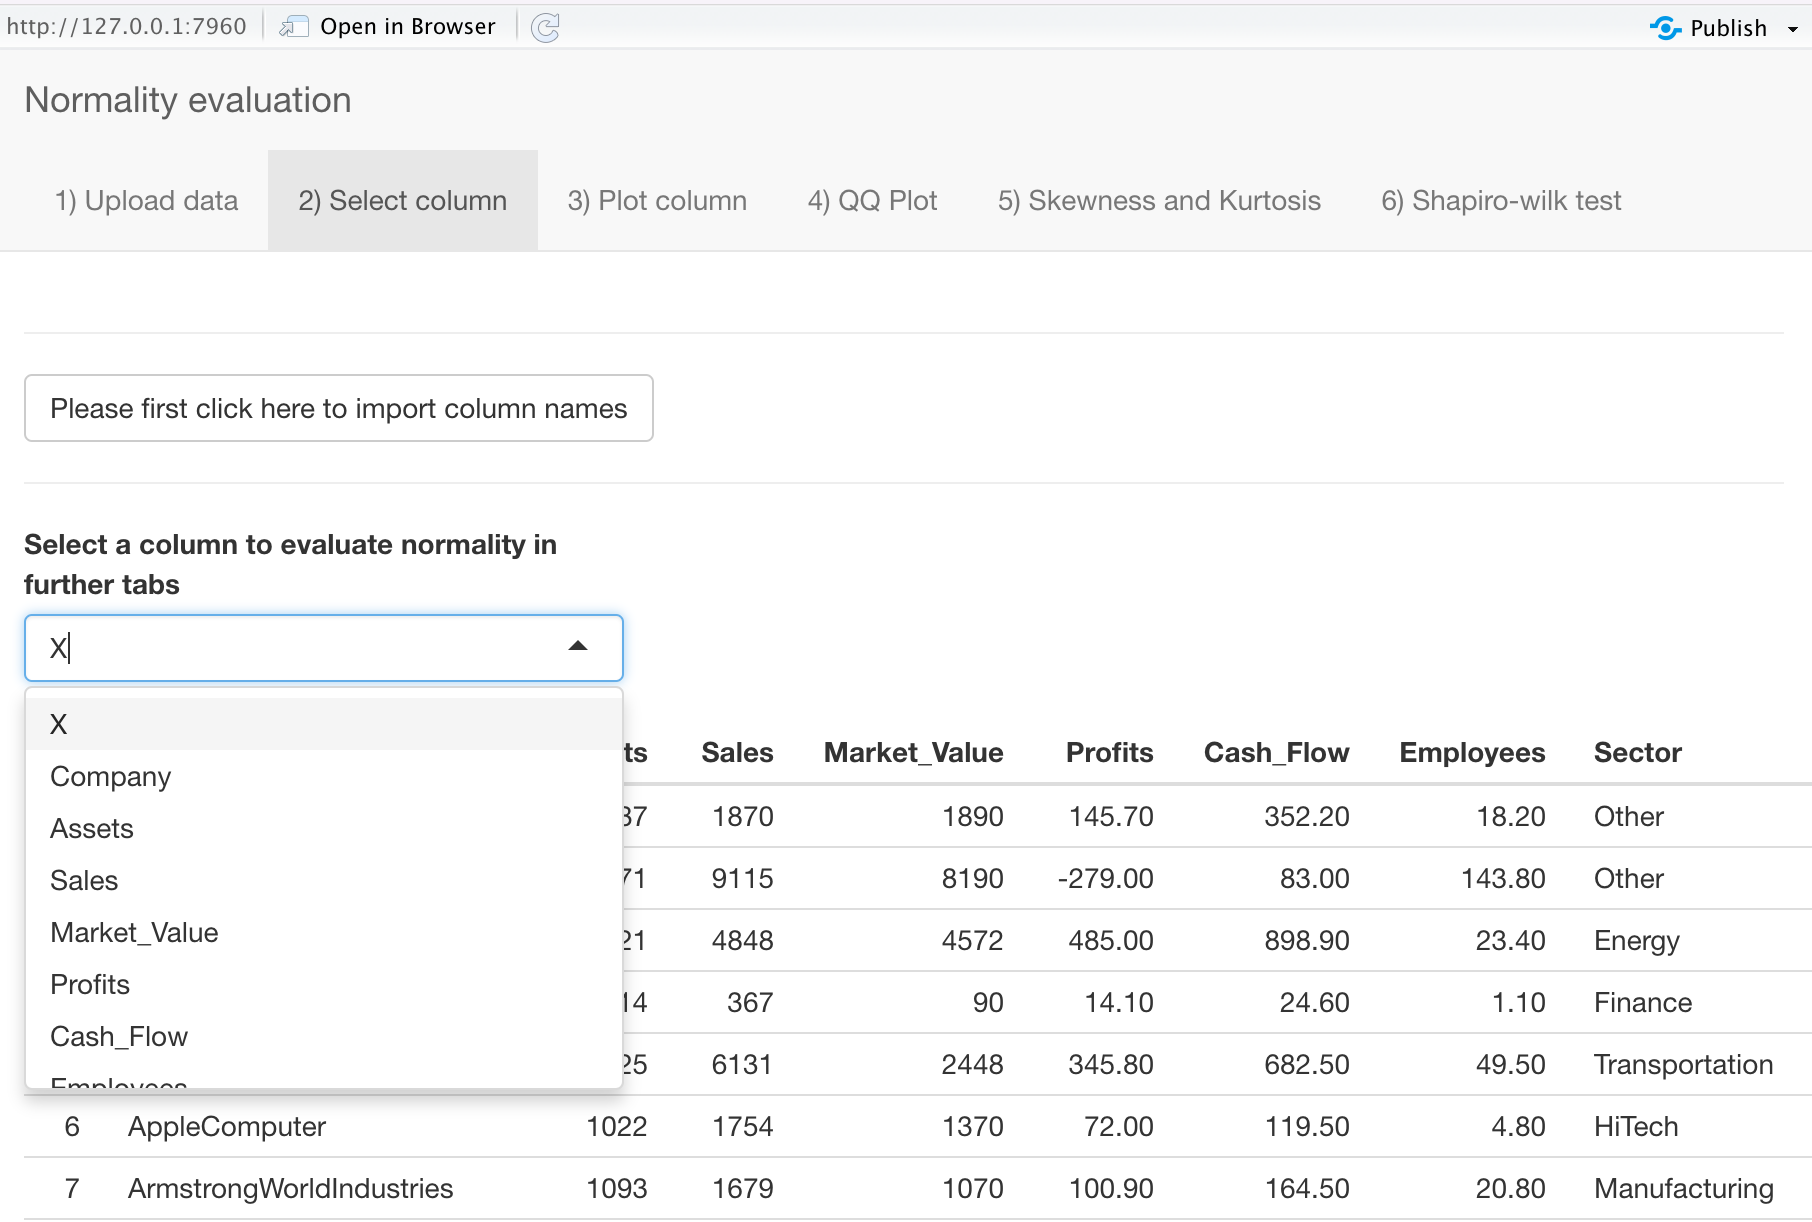 http://127.0.0.1:7960 Open in Browser Publish
Normality evaluation
1) Upload data 2) Select column 3) Plot column 4) QQ Plot 5) Skewness and Kurtosis 6) Shapiro-wilk test
Please first click here to import column names
Select a column to evaluate normality in
further tabs
X
X
Company
Assets
Sales
Market_Value
Profits
Cash_Flow
Employees
ts Sales Market_Value Profits Cash_Flow Employees Sector
37 1870 1890 145.70 352.20 18.20 Other
71 9115 8190 -279.00 83.00 143.80 Other
21 4848 4572 485.00 898.90 23.40 Energy
14 367 90 14.10 24.60 1.10 Finance
25 6131 2448 345.80 682.50 49.50 Transportation
6 AppleComputer 1022 1754 1370 72.00 119.50 4.80 HiTech
7 ArmstrongWorldIndustries 1093 1679 1070 100.90 164.50 20.80 Manufacturing